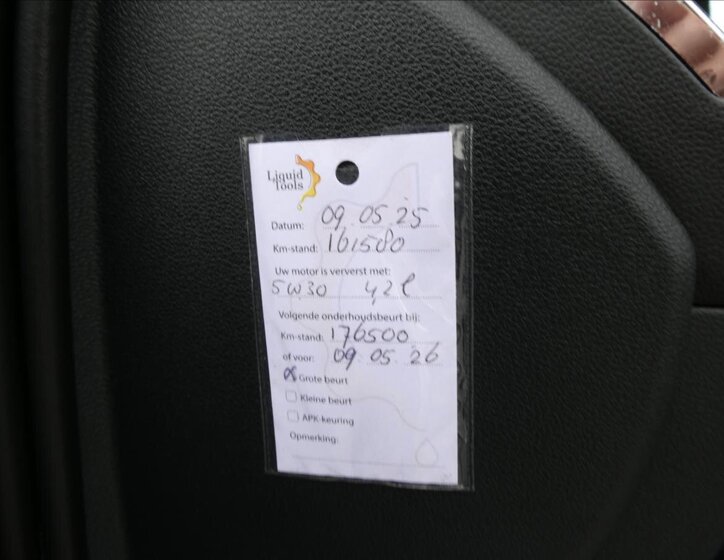 Liquid
Tools
Datum: 09.05.25
Km-stand: 161580
Uw motor is ververst met:
5W30 4,2l
Volgende onderhoudsbeurt bij:
Km-stand: 176500
of voor: 09.05.26
Grote beurt
Kleine beurt
APK-keuring
Opmerking: